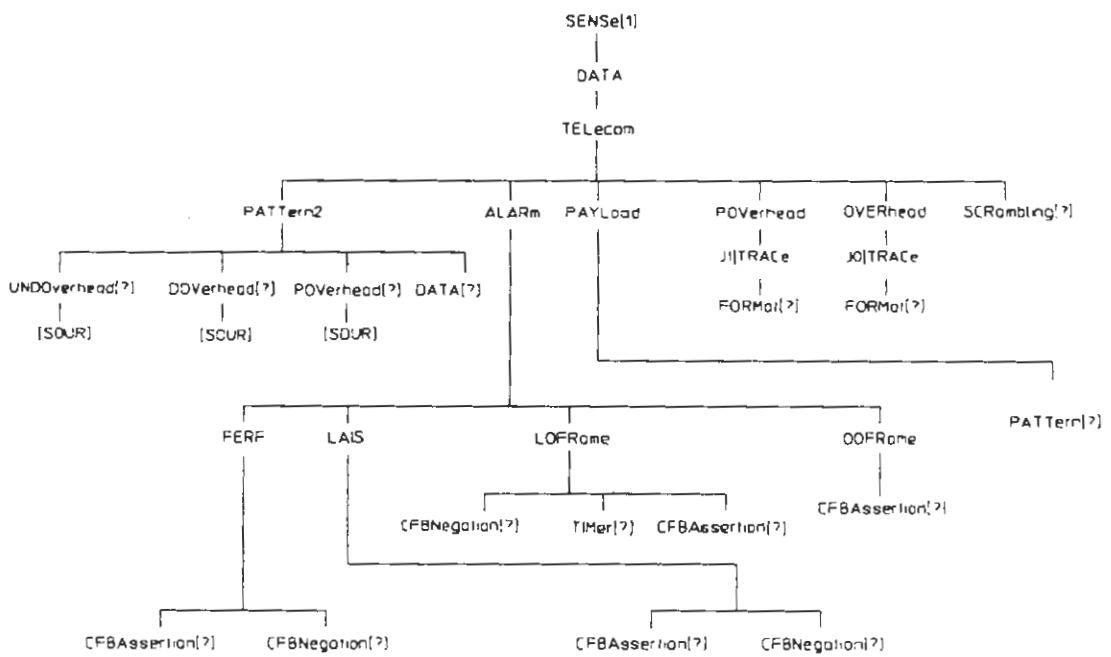 SENSe[1]
DATA
TELecom
PATTern2 ALARm PAYLoad POVerhead OVERhead SCRambling[?]
J1|TRACe J0|TRACe
UNDOverhead[?] DOVerhead[?] POVerhead[?] DATA[?]
FORMat[?] FORMat[?]
[SOUR] [SOUR] [SOUR]
PATTern[?]
FERF LAIS LOFRame OOFRame
CFBAssertion[?]
CFBNegation[?] TIMer[?] CFBAssertion[?]
CFBAssertion[?] CFBNegation[?] CFBAssertion[?] CFBNegation[?]